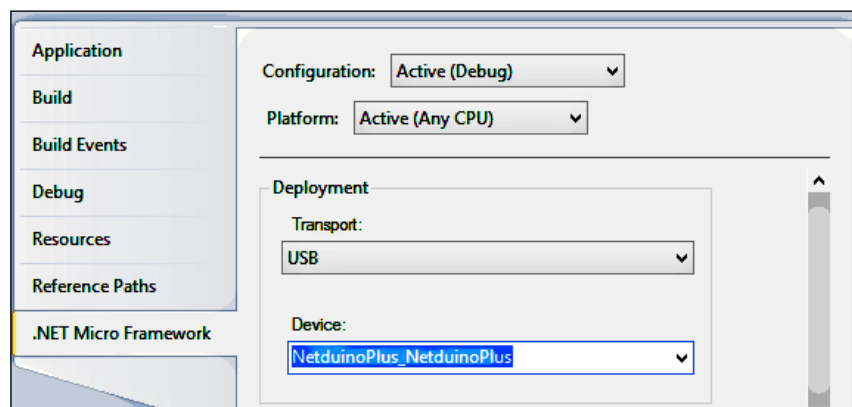 Application
Build
Build Events
Debug
Resources
Reference Paths
.NET Micro Framework
Configuration: Active (Debug)
Platform: Active (Any CPU)
Deployment
Transport:
USB
Device:
NetduinoPlus_NetduinoPlus